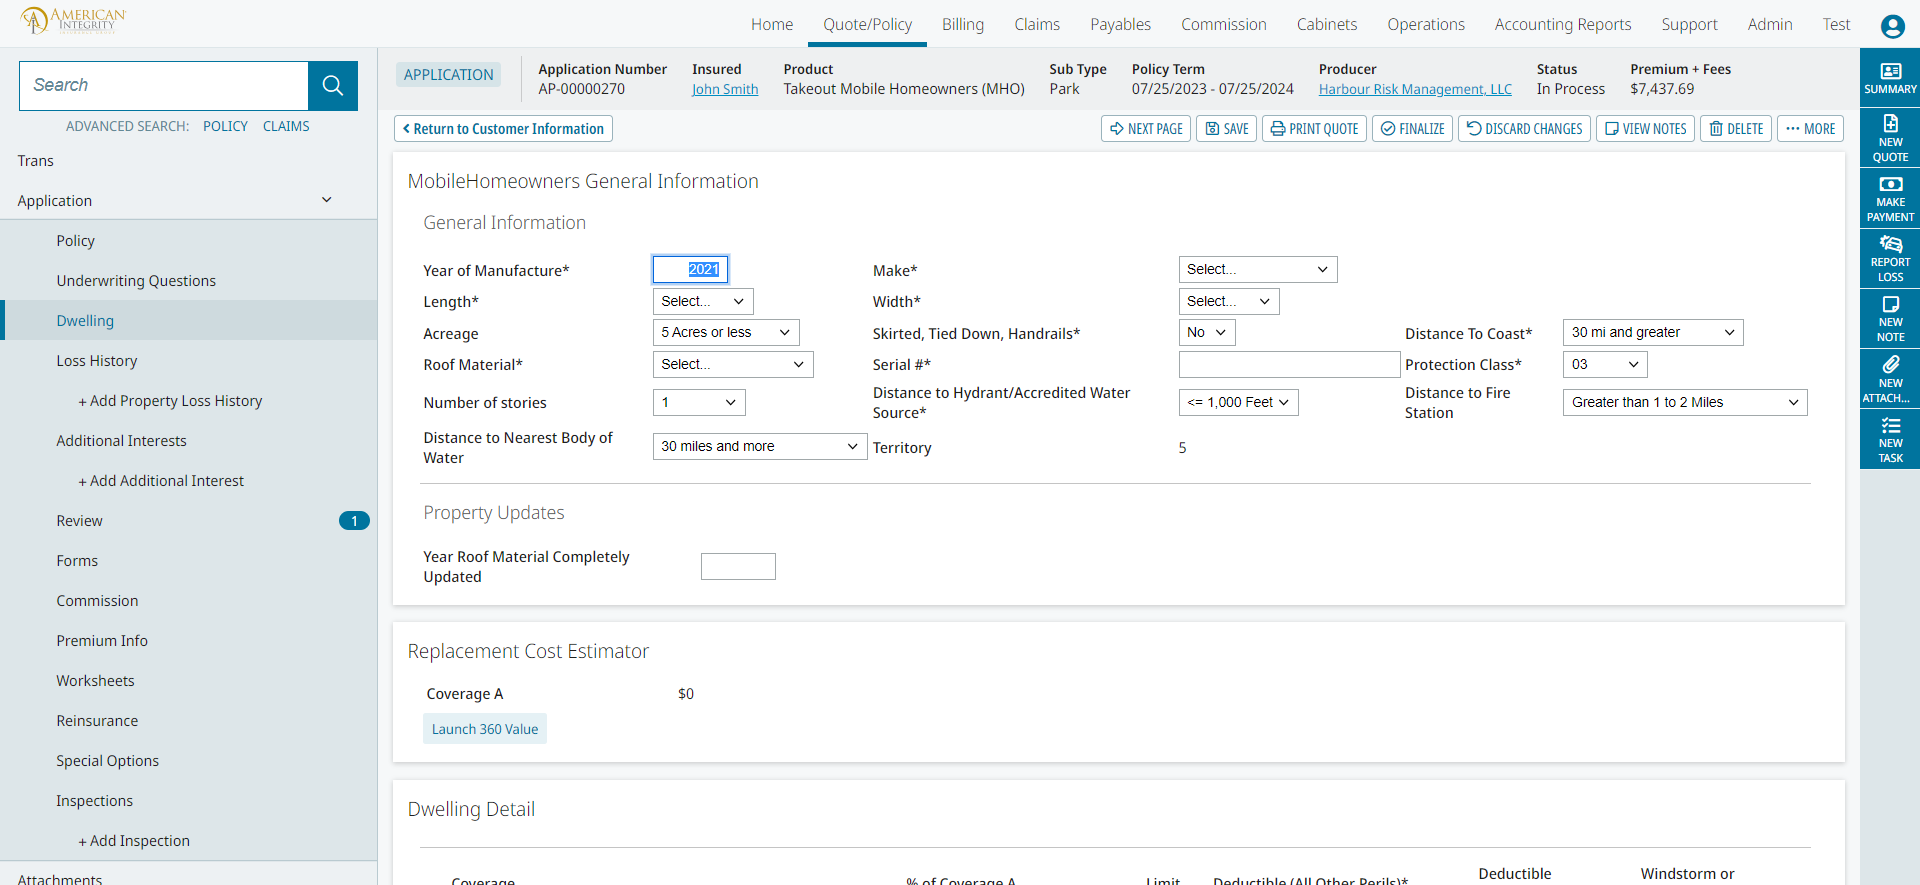 AMERICAN
INTEGRITY
Home Quote/Policy Billing Claims Payables Commission Cabinets Operations Accounting Reports Support Admin Test
Search
ADVANCED SEARCH: POLICY CLAIMS
Trans
Application
Policy
Underwriting Questions
Dwelling
Loss History
+ Add Property Loss History
Additional Interests
+ Add Additional Interest
Review 1
Forms
Commission
Premium Info
Worksheets
Reinsurance
Special Options
Inspections
+ Add Inspection
Attachments
APPLICATION
Application Number Insured Product Sub Type Policy Term Producer Status Premium + Fees
AP-00000270 John Smith Takeout Mobile Homeowners (MHO) Park 07/25/2023 - 07/25/2024 Harbour Risk Management, LLC In Process $7,437.69
Return to Customer Information NEXT PAGE SAVE PRINT QUOTE FINALIZE DISCARD CHANGES VIEW NOTES DELETE MORE
MobileHomeowners General Information
General Information
Year of Manufacture* 2021 Make* Select...
Length* Select... Width* Select...
Acreage 5 Acres or less Skirted, Tied Down, Handrails* No Distance To Coast* 30 mi and greater
Roof Material* Select... Serial #* Protection Class* 03
Number of stories 1 Distance to Hydrant/Accredited Water
Source* <= 1,000 Feet Distance to Fire
Station Greater than 1 to 2 Miles
Distance to Nearest Body of
Water 30 miles and more Territory 5
Property Updates
Year Roof Material Completely
Updated
Replacement Cost Estimator
Coverage A $0
Launch 360 Value
Dwelling Detail
Coverage % of Coverage A Limit Deductible (All Other Perils)* Deductible Windstorm or
SUMMARY
NEW
QUOTE
MAKE
PAYMENT
REPORT
LOSS
NEW
NOTE
NEW
ATTACH...
NEW
TASK